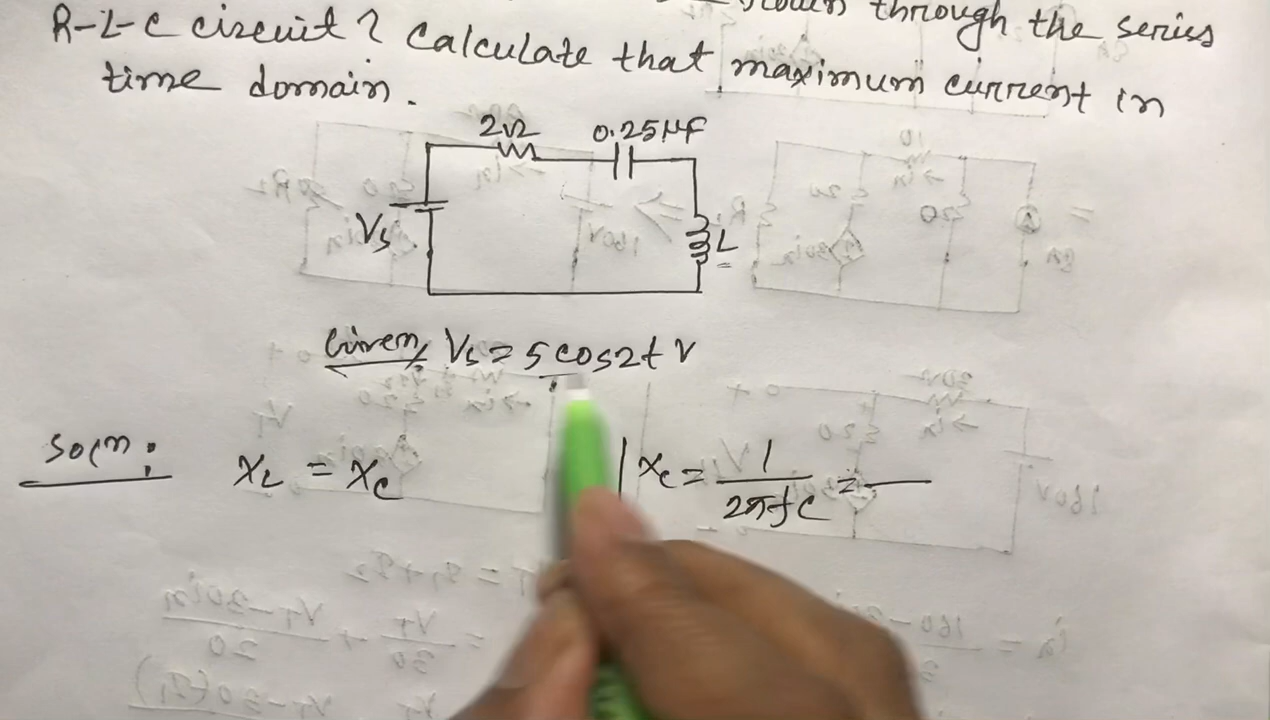 through the series
R-L-C circuit? Calculate that maximum current in
time domain.
2Ω 0.25μF
Vs
L
Given, Vs = 5cos2t V
Soln:
XL = XC | XC = 1/2πfC =